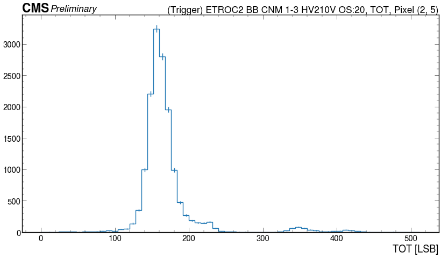 CMS Preliminary (Trigger) ETROC2 BB CNM 1-3 HV210V OS:20, TOT, Pixel (2, 5)
3000
2500
2000
1500
1000
500
0
0 100 200 300 400 500
TOT [LSB]